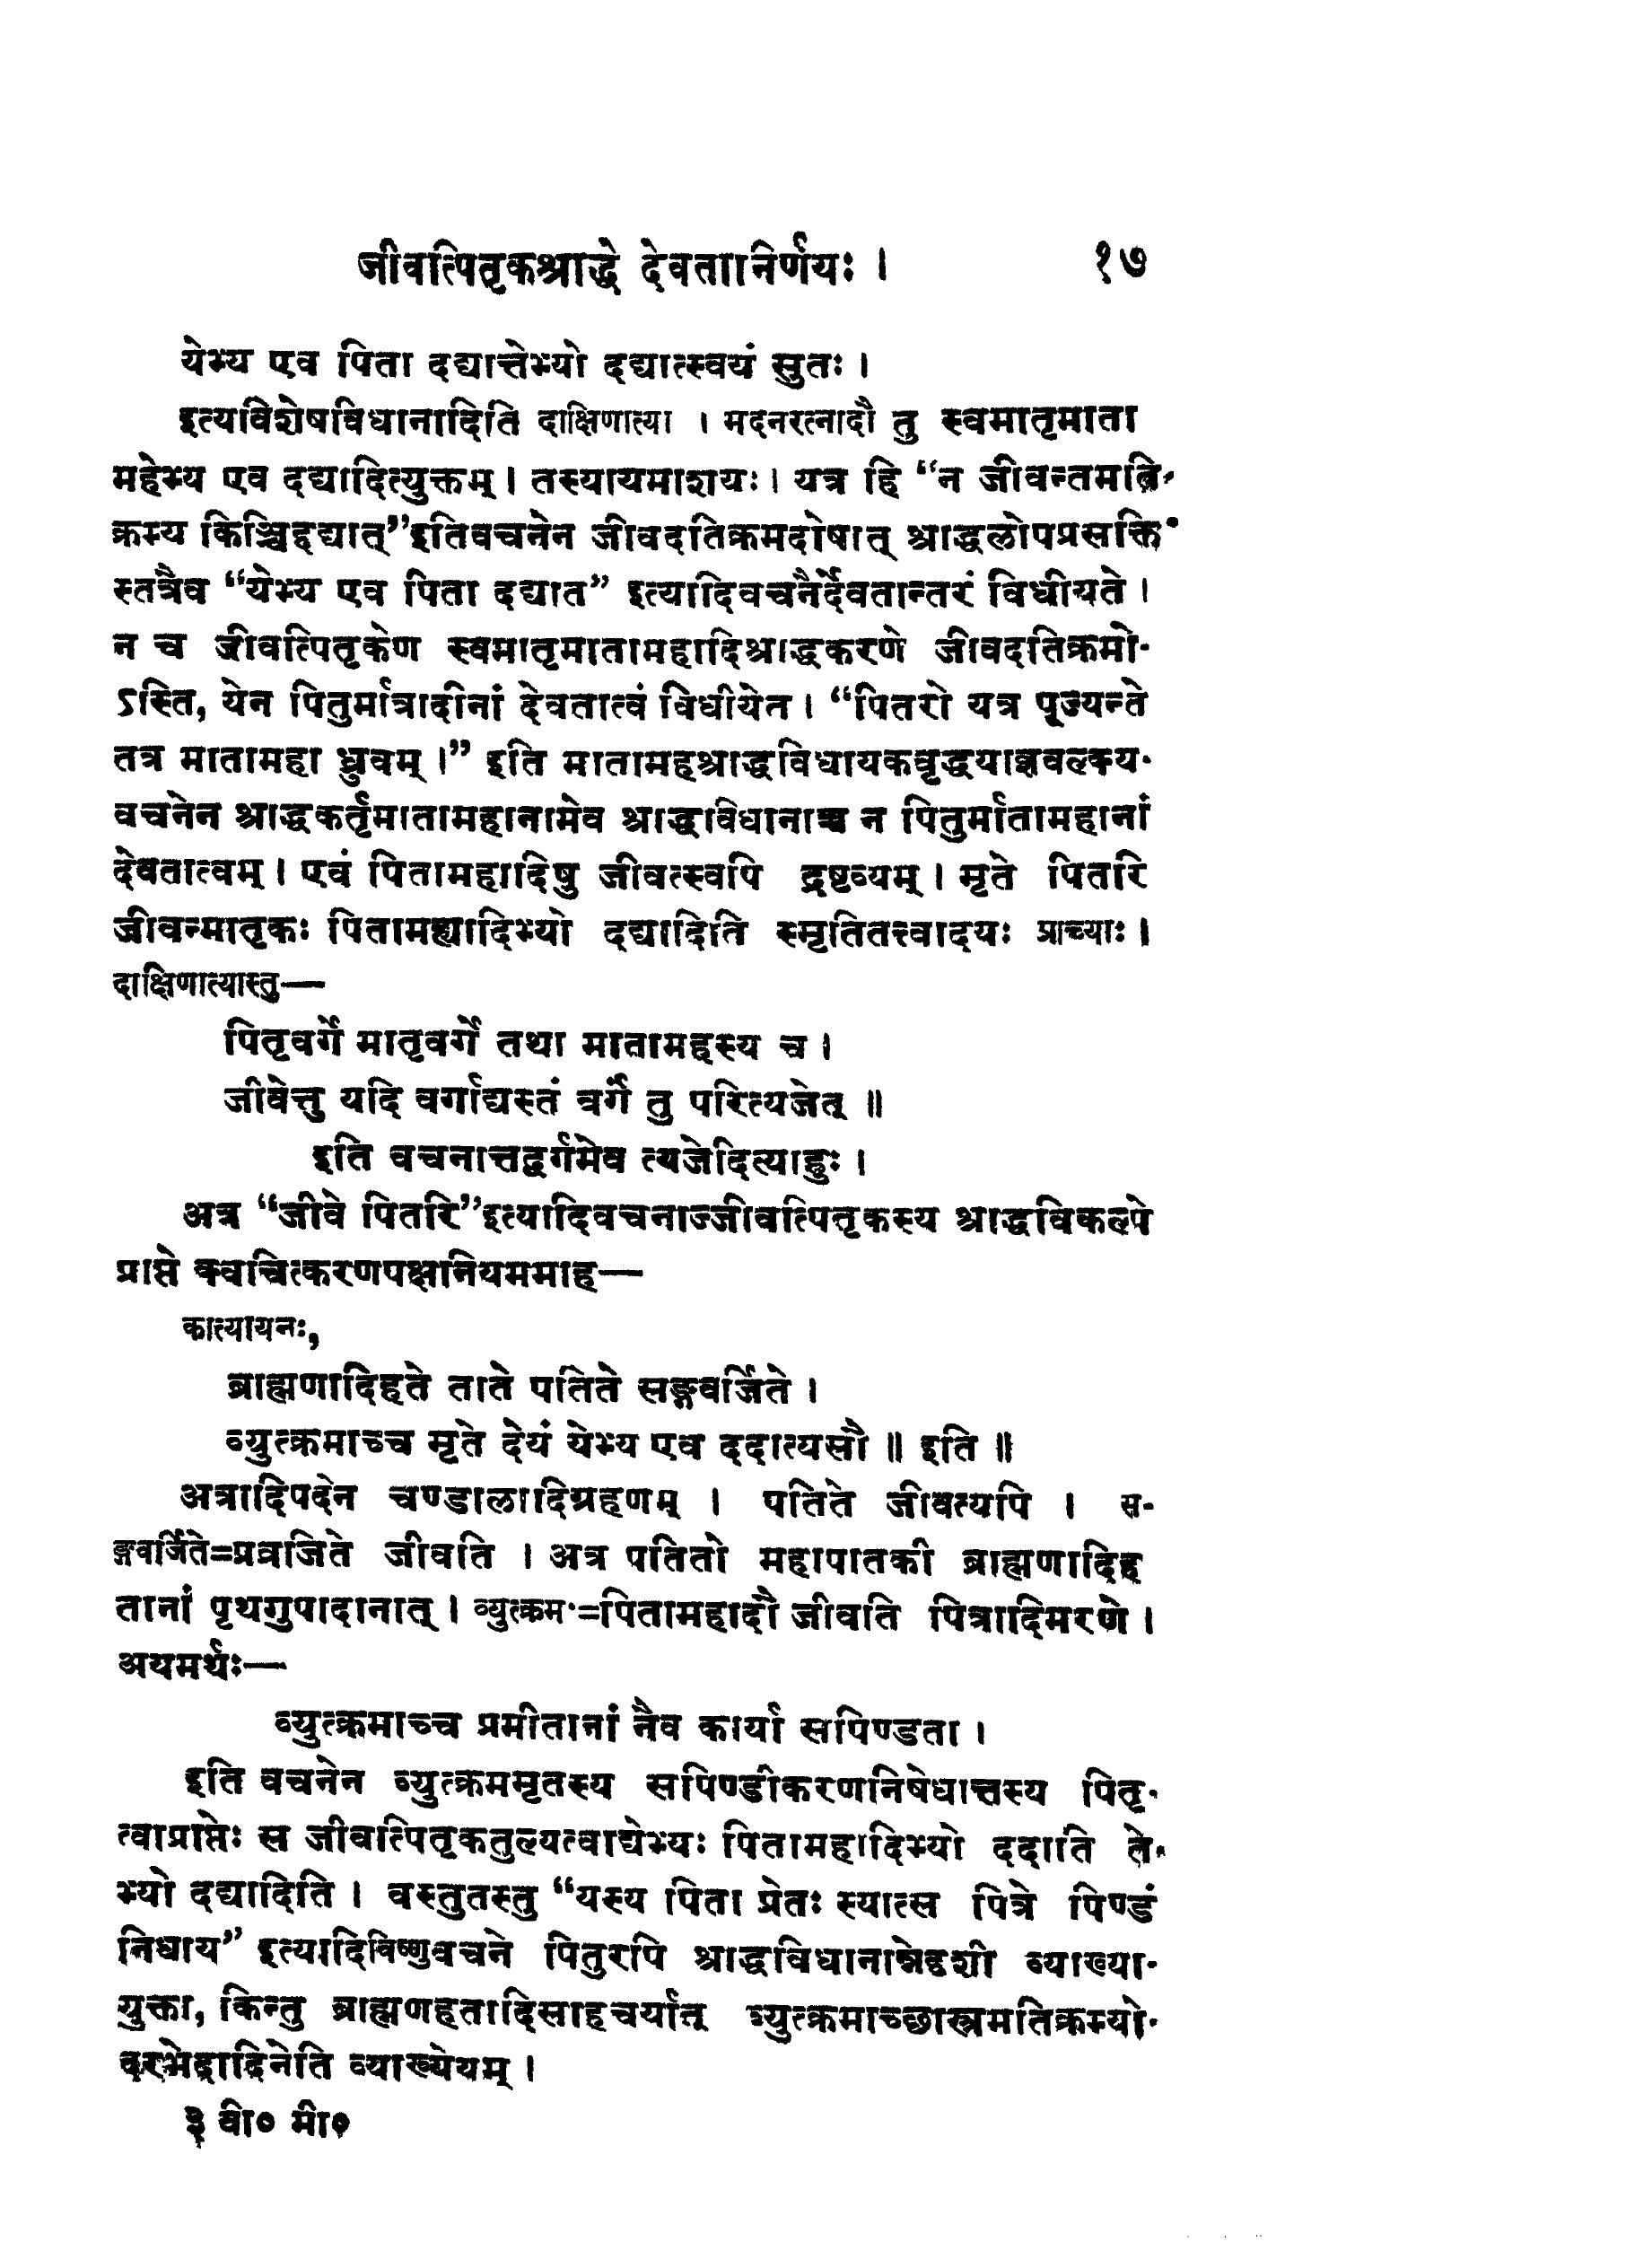 जीवत्पितृकश्राद्धे देवतानिर्णयः । १७
येभ्य एव पिता दद्यात्तेभ्यो दद्यात्स्वयं सुतः ।
इत्यविशेषविधानादिति दाक्षिणात्या । मदनरत्नादौ तु स्वमातृमाता
महेभ्य एव दद्यादित्युक्तम् । तस्यायमाशयः । यत्र हि “न जीवन्तमति-
क्रम्य किञ्चिद्दद्यात्”इतिवचनेन जीवदतिक्रमदोषात् श्राद्धलोपप्रसक्ति-
स्तत्रैव “येभ्य एव पिता दद्यात” इत्यादिवचनैर्देवतान्तरं विधीयते ।
न च जीवत्पितृकेण स्वमातृमातामहादिश्राद्धकरणे जीवदतिक्रमो-
ऽस्ति, येन पितुर्मात्रादीनां देवतात्वं विधीयेत । “पितरो यत्र पूज्यन्ते
तत्र मातामहा ध्रुवम् ।” इति मातामहश्राद्धविधायकवृद्धयाज्ञवल्क्य-
वचनेन श्राद्धकर्तृमातामहानामेव श्राद्धविधानाच्च न पितुर्मातामहानां
देवतात्वम् । एवं पितामहादिषु जीवत्स्वपि द्रष्टव्यम् । मृते पितरि
जीवन्मातृकः पितामह्यादिभ्यो दद्यादिति स्मृतितत्त्वादयः प्राच्याः ।
दाक्षिणात्यास्तु—
पितृवर्गे मातृवर्गे तथा मातामहस्य च ।
जीवेत्तु यदि वर्गाद्यस्तं वर्गं तु परित्यजेत् ॥
इति वचनात्तद्वर्गमेव त्यजेदित्याहुः ।
अत्र “जीवे पितरि”इत्यादिवचनाज्जीवत्पितृकस्य श्राद्धविकल्पे
प्राप्ते क्वचित्करणपक्षनियममाह—
कात्यायनः,
ब्राह्मणादिहते ताते पतिते सङ्गवर्जिते ।
व्युत्क्रमाच्च मृते देयं येभ्य एव ददात्यसौ ॥ इति ॥
अत्रादिपदेन चण्डालादिग्रहणम् । पतिते जीवत्यपि । स-
ङ्गवर्जिते=प्रव्रजिते जीवति । अत्र पतितो महापातकी ब्राह्मणादिह
तानां पृथगुपादानात् । व्युत्क्रमः=पितामहादौ जीवति पित्रादिमरणे ।
अयमर्थः—
व्युत्क्रमाच्च प्रमीतानां नैव कार्या सपिण्डता ।
इति वचनेन व्युत्क्रममृतस्य सपिण्डीकरणनिषेधात्तस्य पितृ-
त्वाप्राप्तेः स जीवत्पितृकतुल्यत्वाद्येभ्यः पितामहादिभ्यो ददाति ते-
भ्यो दद्यादिति । वस्तुतस्तु “यस्य पिता प्रेतः स्यात्स पित्रे पिण्डं
निधाय” इत्यादिविष्णुवचने पितुरपि श्राद्धविधानान्नेदृशी व्याख्या-
युक्ता, किन्तु ब्राह्मणहतादिसाहचर्यात् व्युत्क्रमाच्छास्त्रमतिक्रम्यो-
दरभेदादिनेति व्याख्येयम् ।
३ वी० मी०